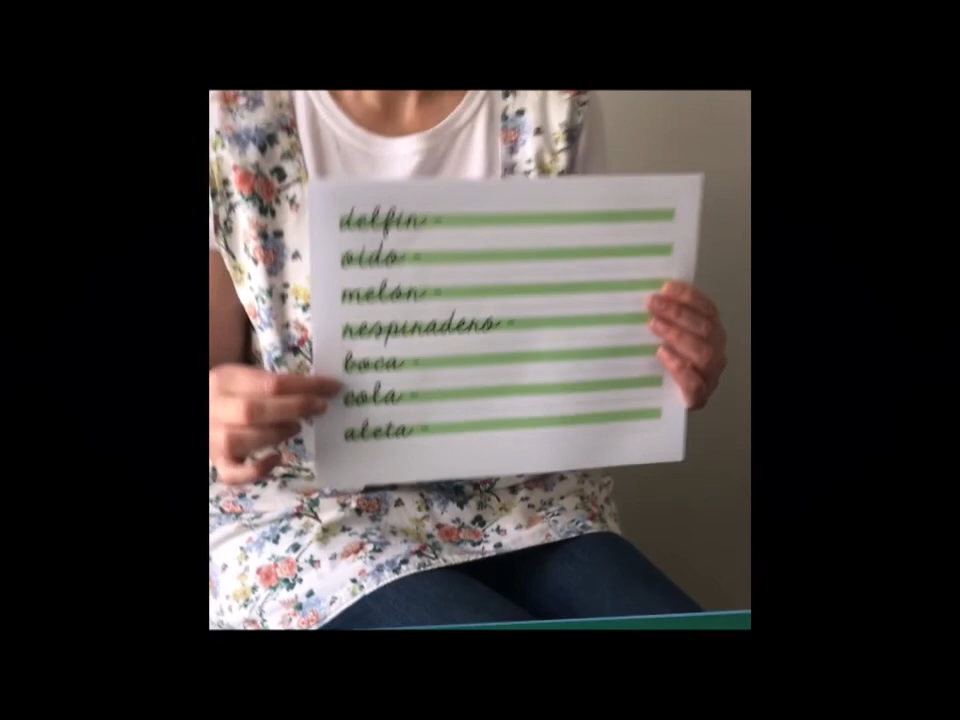 delfín =
oído =
melón =
respiradero =
boca =
cola =
aleta =